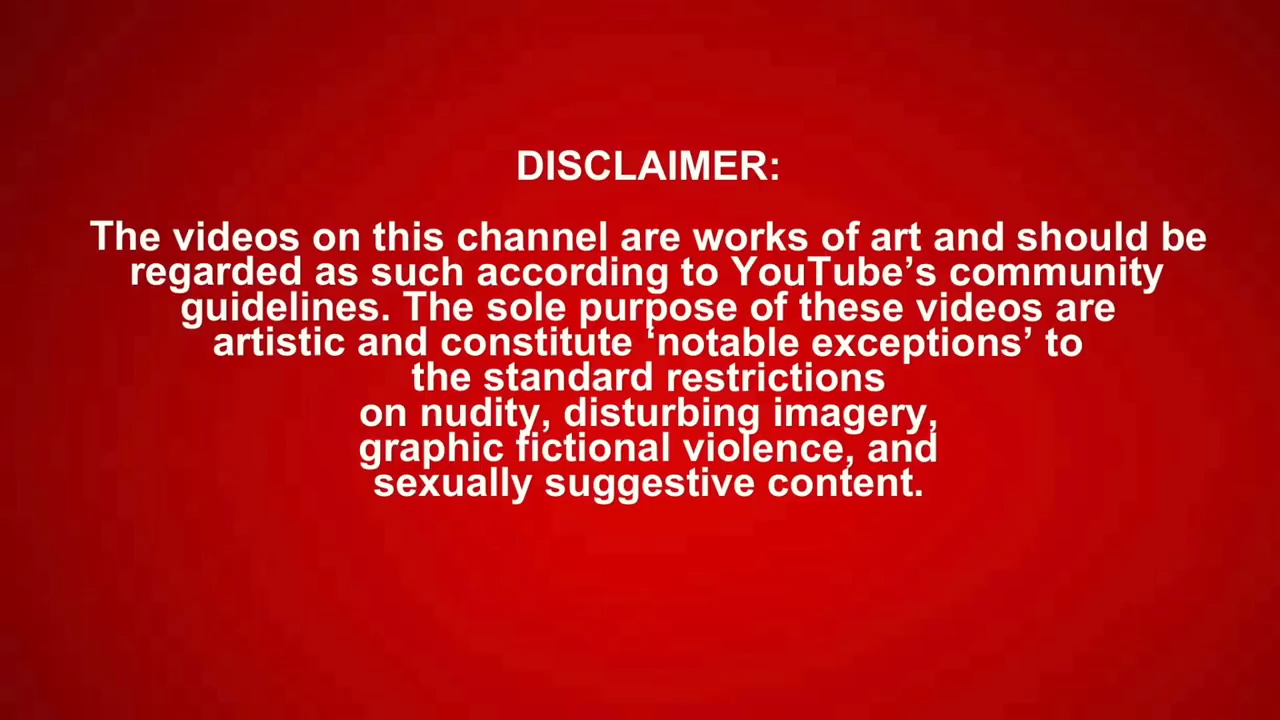 DISCLAIMER:
The videos on this channel are works of art and should be
regarded as such according to YouTube’s community
guidelines. The sole purpose of these videos are
artistic and constitute ‘notable exceptions’ to
the standard restrictions
on nudity, disturbing imagery,
graphic fictional violence, and
sexually suggestive content.